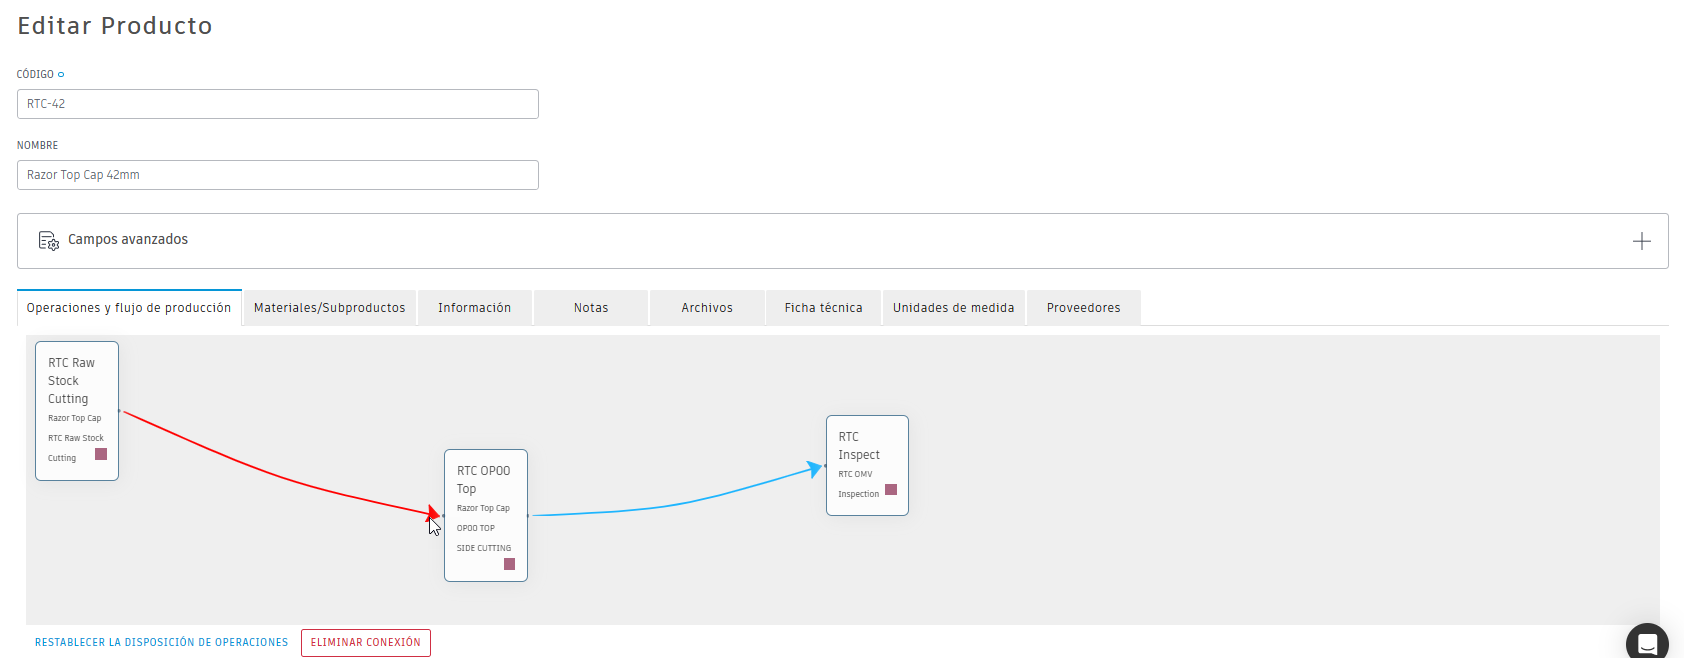 Editar Producto
CÓDIGO
RTC-42
NOMBRE
Razor Top Cap 42mm
Campos avanzados
Operaciones y flujo de producción
Materiales/Subproductos
Información
Notas
Archivos
Ficha técnica
Unidades de medida
Proveedores
RTC Raw
Stock
Cutting
Razor Top Cap
RTC Raw Stock
Cutting
RTC OP00
Top
Razor Top Cap
OP00 TOP
SIDE CUTTING
RTC
Inspect
RTC OMV
Inspection
RESTABLECER LA DISPOSICIÓN DE OPERACIONES
ELIMINAR CONEXIÓN